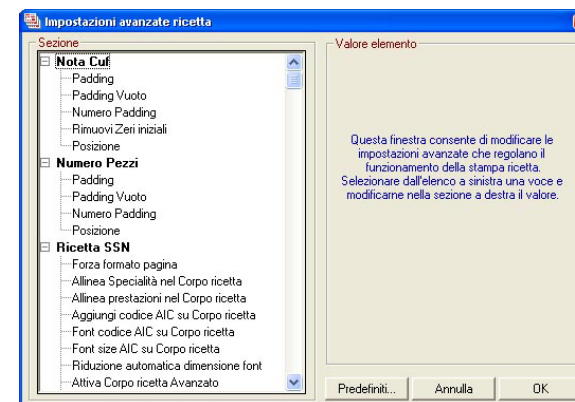 Impostazioni avanzate ricetta
Sezione
Nota Cuf
Padding
Padding Vuoto
Numero Padding
Rimuovi Zeri iniziali
Posizione
Numero Pezzi
Padding
Padding Vuoto
Numero Padding
Posizione
Ricetta SSN
Forza formato pagina
Allinea Specialità nel Corpo ricetta
Allinea prestazioni nel Corpo ricetta
Aggiungi codice AIC su Corpo ricetta
Font codice AIC su Corpo ricetta
Font size AIC su Corpo ricetta
Riduzione automatica dimensione font
Attiva Corpo ricetta Avanzato
Valore elemento
Questa finestra consente di modificare le
impostazioni avanzate che regolano il
funzionamento della stampa ricetta.
Selezionare dall'elenco a sinistra una voce e
modificarne nella sezione a destra il valore.
Predefiniti... Annulla OK